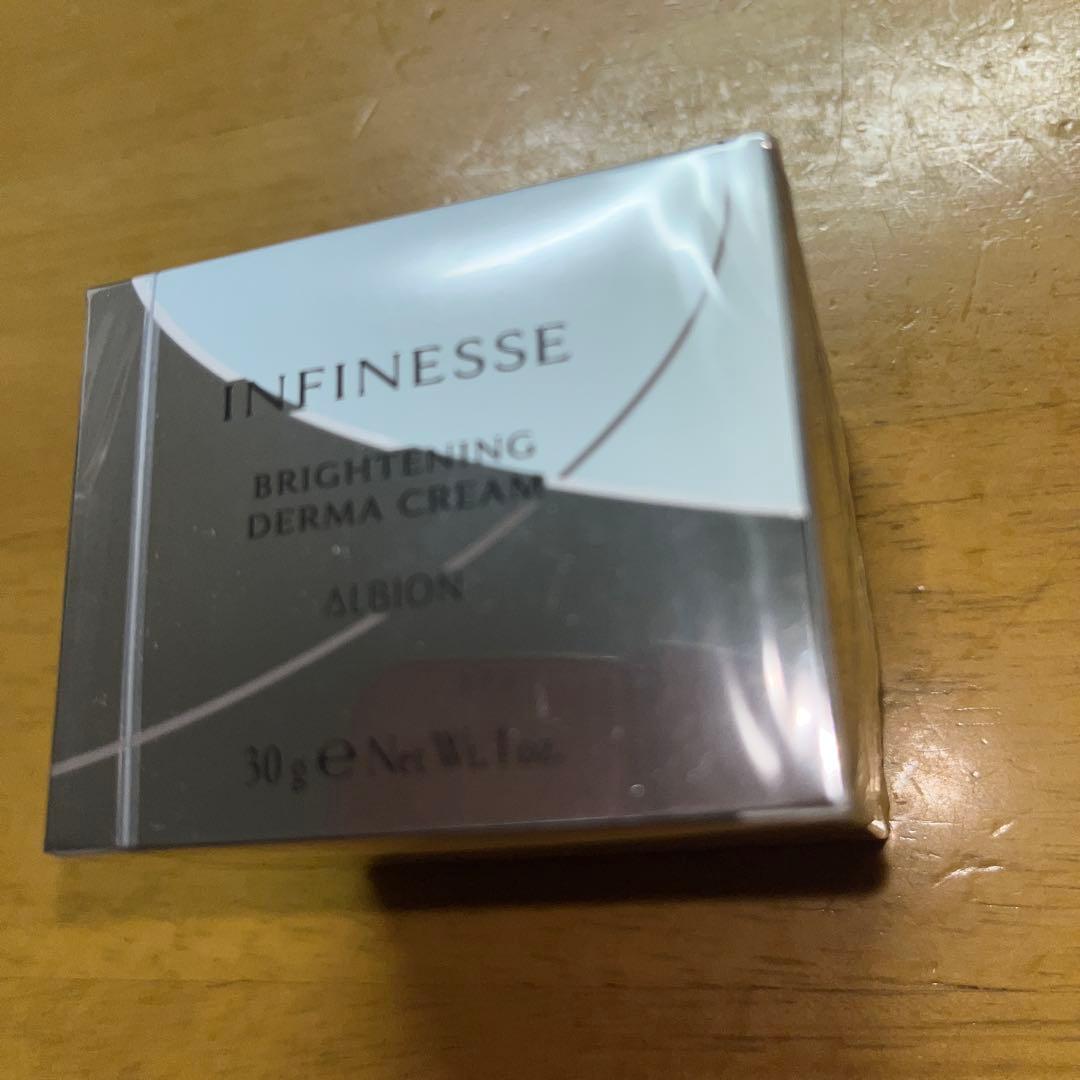 INFINESSE
BRIGHTENING
DERMA CREAM
ALBION
30 g ℮ Net Wt. 1 oz.